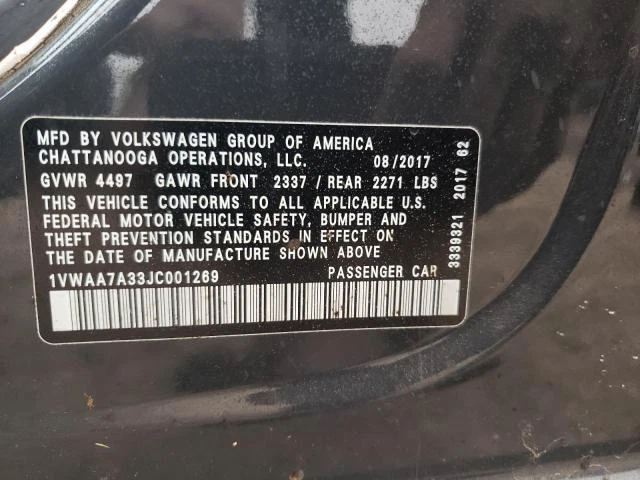 MFD BY VOLKSWAGEN GROUP OF AMERICA
CHATTANOOGA OPERATIONS, LLC. 08/2017
GVWR 4497 GAWR FRONT 2337 / REAR 2271 LBS
THIS VEHICLE CONFORMS TO ALL APPLICABLE U.S.
FEDERAL MOTOR VEHICLE SAFETY, BUMPER AND
THEFT PREVENTION STANDARDS IN EFFECT ON
THE DATE OF MANUFACTURE SHOWN ABOVE
1VWAA7A33JC001269 PASSENGER CAR
3339321 2017 62